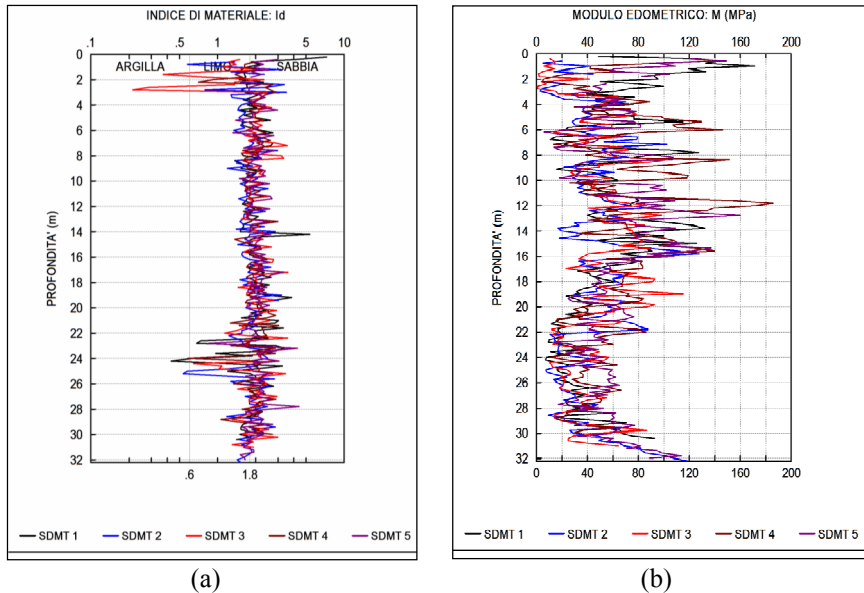 INDICE DI MATERIALE: Id
.1 .5 1 5 10
ARGILLA LIMO SABBIA
0
2
4
6
8
10
12
14
16
18
20
22
24
26
28
30
32
PROFONDITA' (m)
.6 1.8
SDMT 1 SDMT 2 SDMT 3 SDMT 4 SDMT 5
(a)
MODULO EDOMETRICO: M (MPa)
0 40 80 120 160 200
0
2
4
6
8
10
12
14
16
18
20
22
24
26
28
30
32
PROFONDITA' (m)
0 40 80 120 160 200
SDMT 1 SDMT 2 SDMT 3 SDMT 4 SDMT 5
(b)